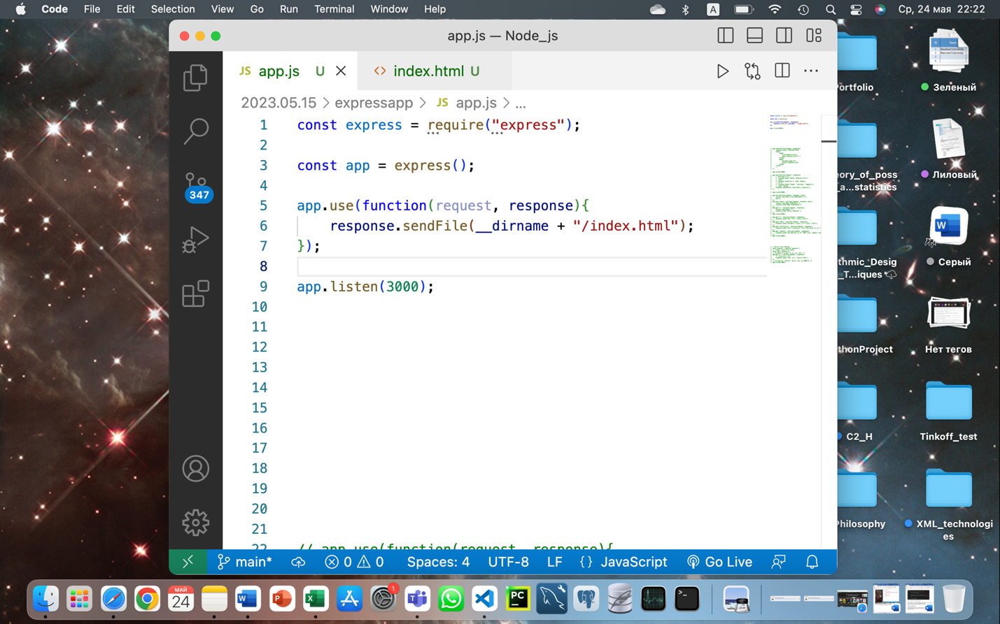 Code File Edit Selection View Go Run Terminal Window Help
A
Ср, 24 мая 22:22
app.js — Node_js
JS app.js U
<> index.html U
2023.05.15 > expressapp > JS app.js > ...
347
1 const express = require("express");
2
3 const app = express();
4
5 app.use(function(request, response){
6 response.sendFile(__dirname + "/index.html");
7 });
8
9 app.listen(3000);
10
11
12
13
14
15
16
17
18
19
20
21
22 // app.use(function(request, response){
main* 0 0 Spaces: 4 UTF-8 LF {} JavaScript Go Live
Portfolio
Зеленый
eory_of_poss
_a...statistics
Лиловый
W
thmic_Desig
_T...iques
Серый
thonProject
Нет тегов
C2_H
Tinkoff_test
Philosophy
XML_technologi
es
МАЙ
24
W
P
X
1
T
PC
>_